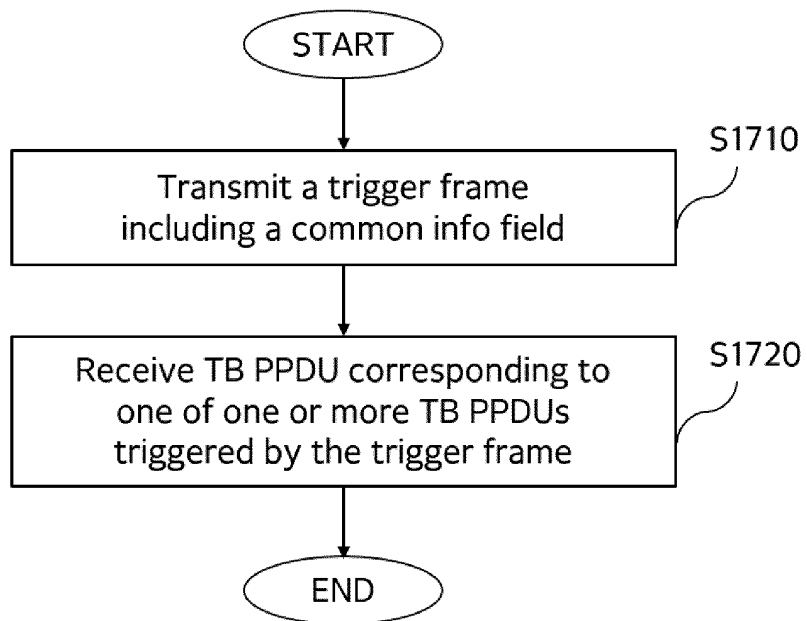 START
S1710
Transmit a trigger frame
including a common info field
S1720
Receive TB PPDU corresponding to
one of one or more TB PPDUs
triggered by the trigger frame
END